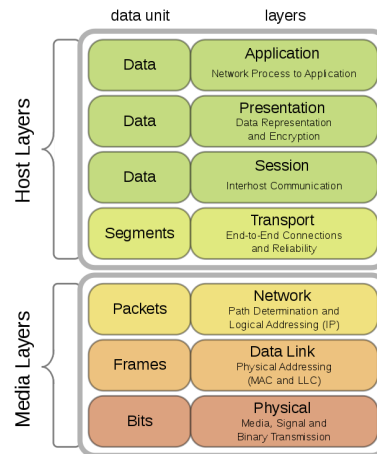 data unit layers
Host Layers
Data
Application
Network Process to Application
Data
Presentation
Data Representation
and Encryption
Data
Session
Interhost Communication
Segments
Transport
End-to-End Connections
and Reliability
Media Layers
Packets
Network
Path Determination and
Logical Addressing (IP)
Frames
Data Link
Physical Addressing
(MAC and LLC)
Bits
Physical
Media, Signal and
Binary Transmission